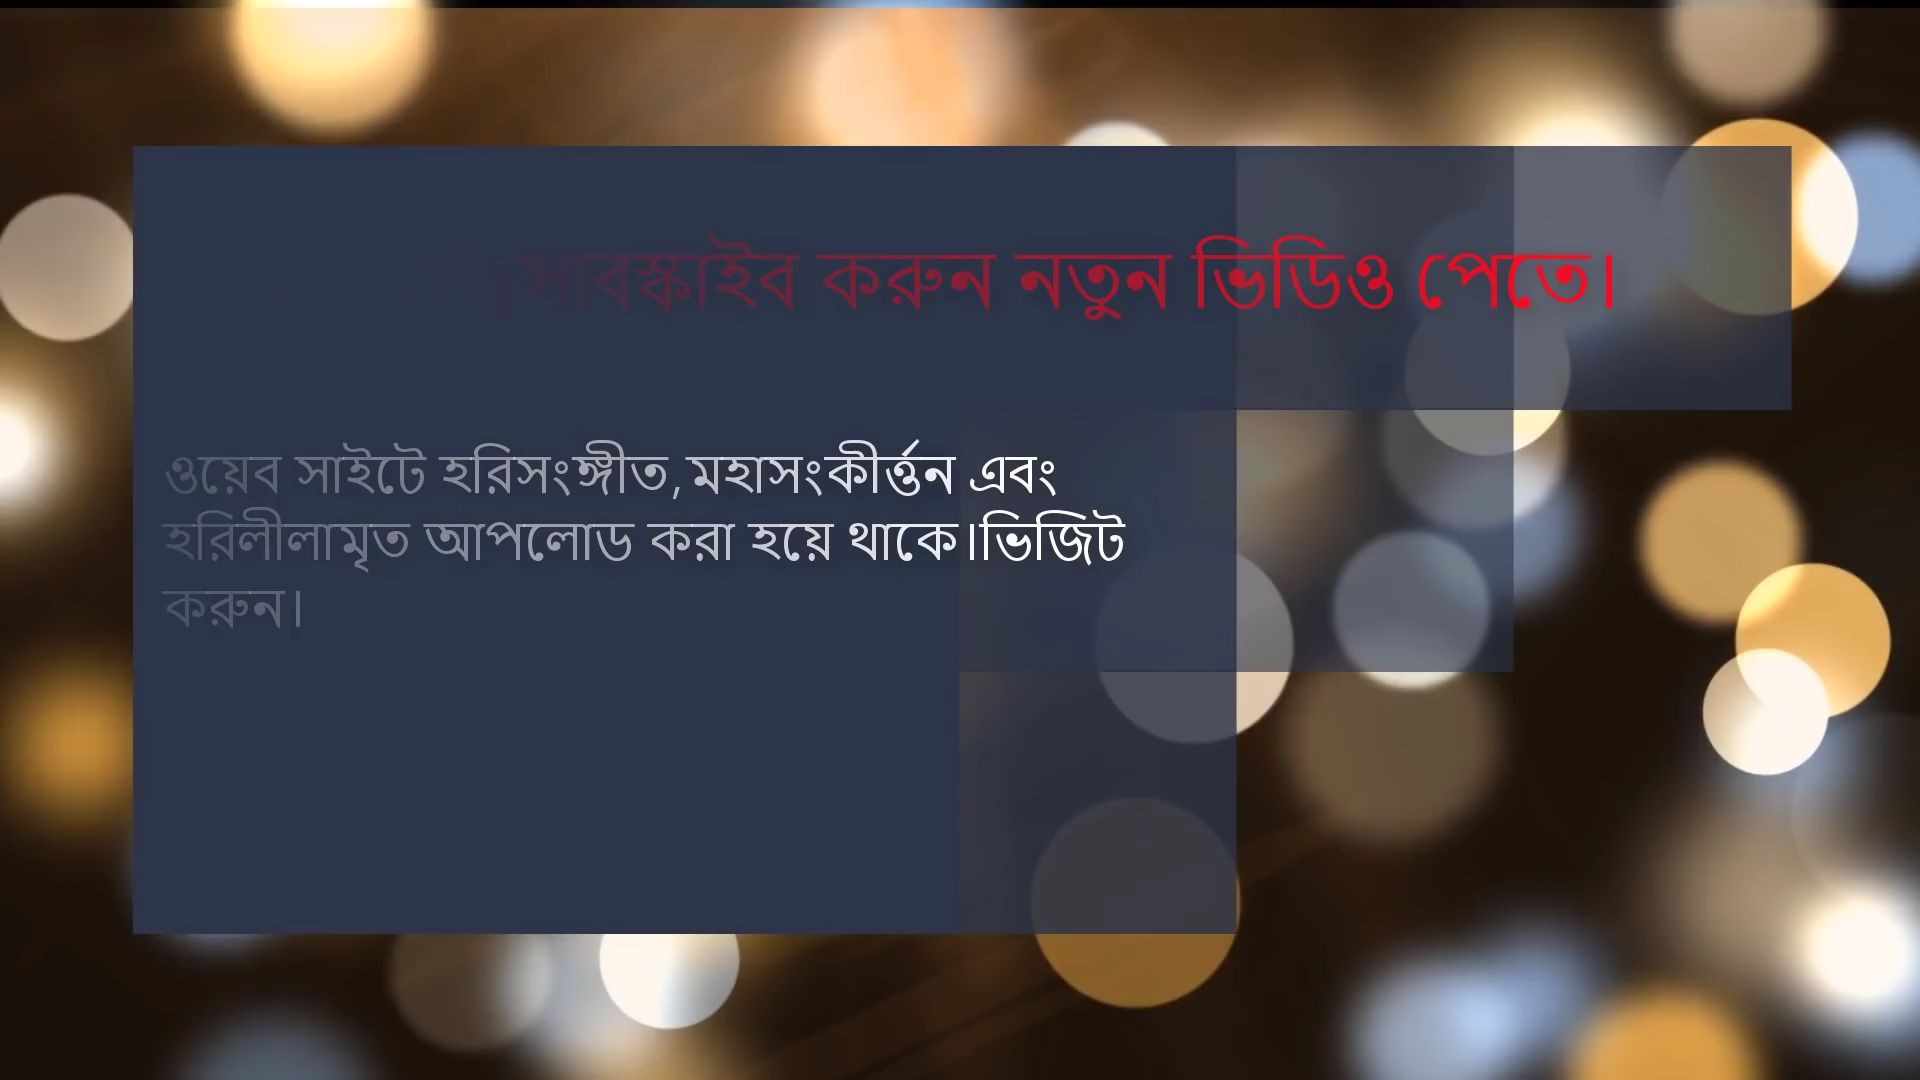 ।সাবস্কাইব করুন নতুন ভিডিও পেতে।
ওয়েব সাইটে হরিসংঙ্গীত,মহাসংকীর্ত্তন এবং
হরিলীলামৃত আপলোড করা হয়ে থাকে।ভিজিট
করুন।